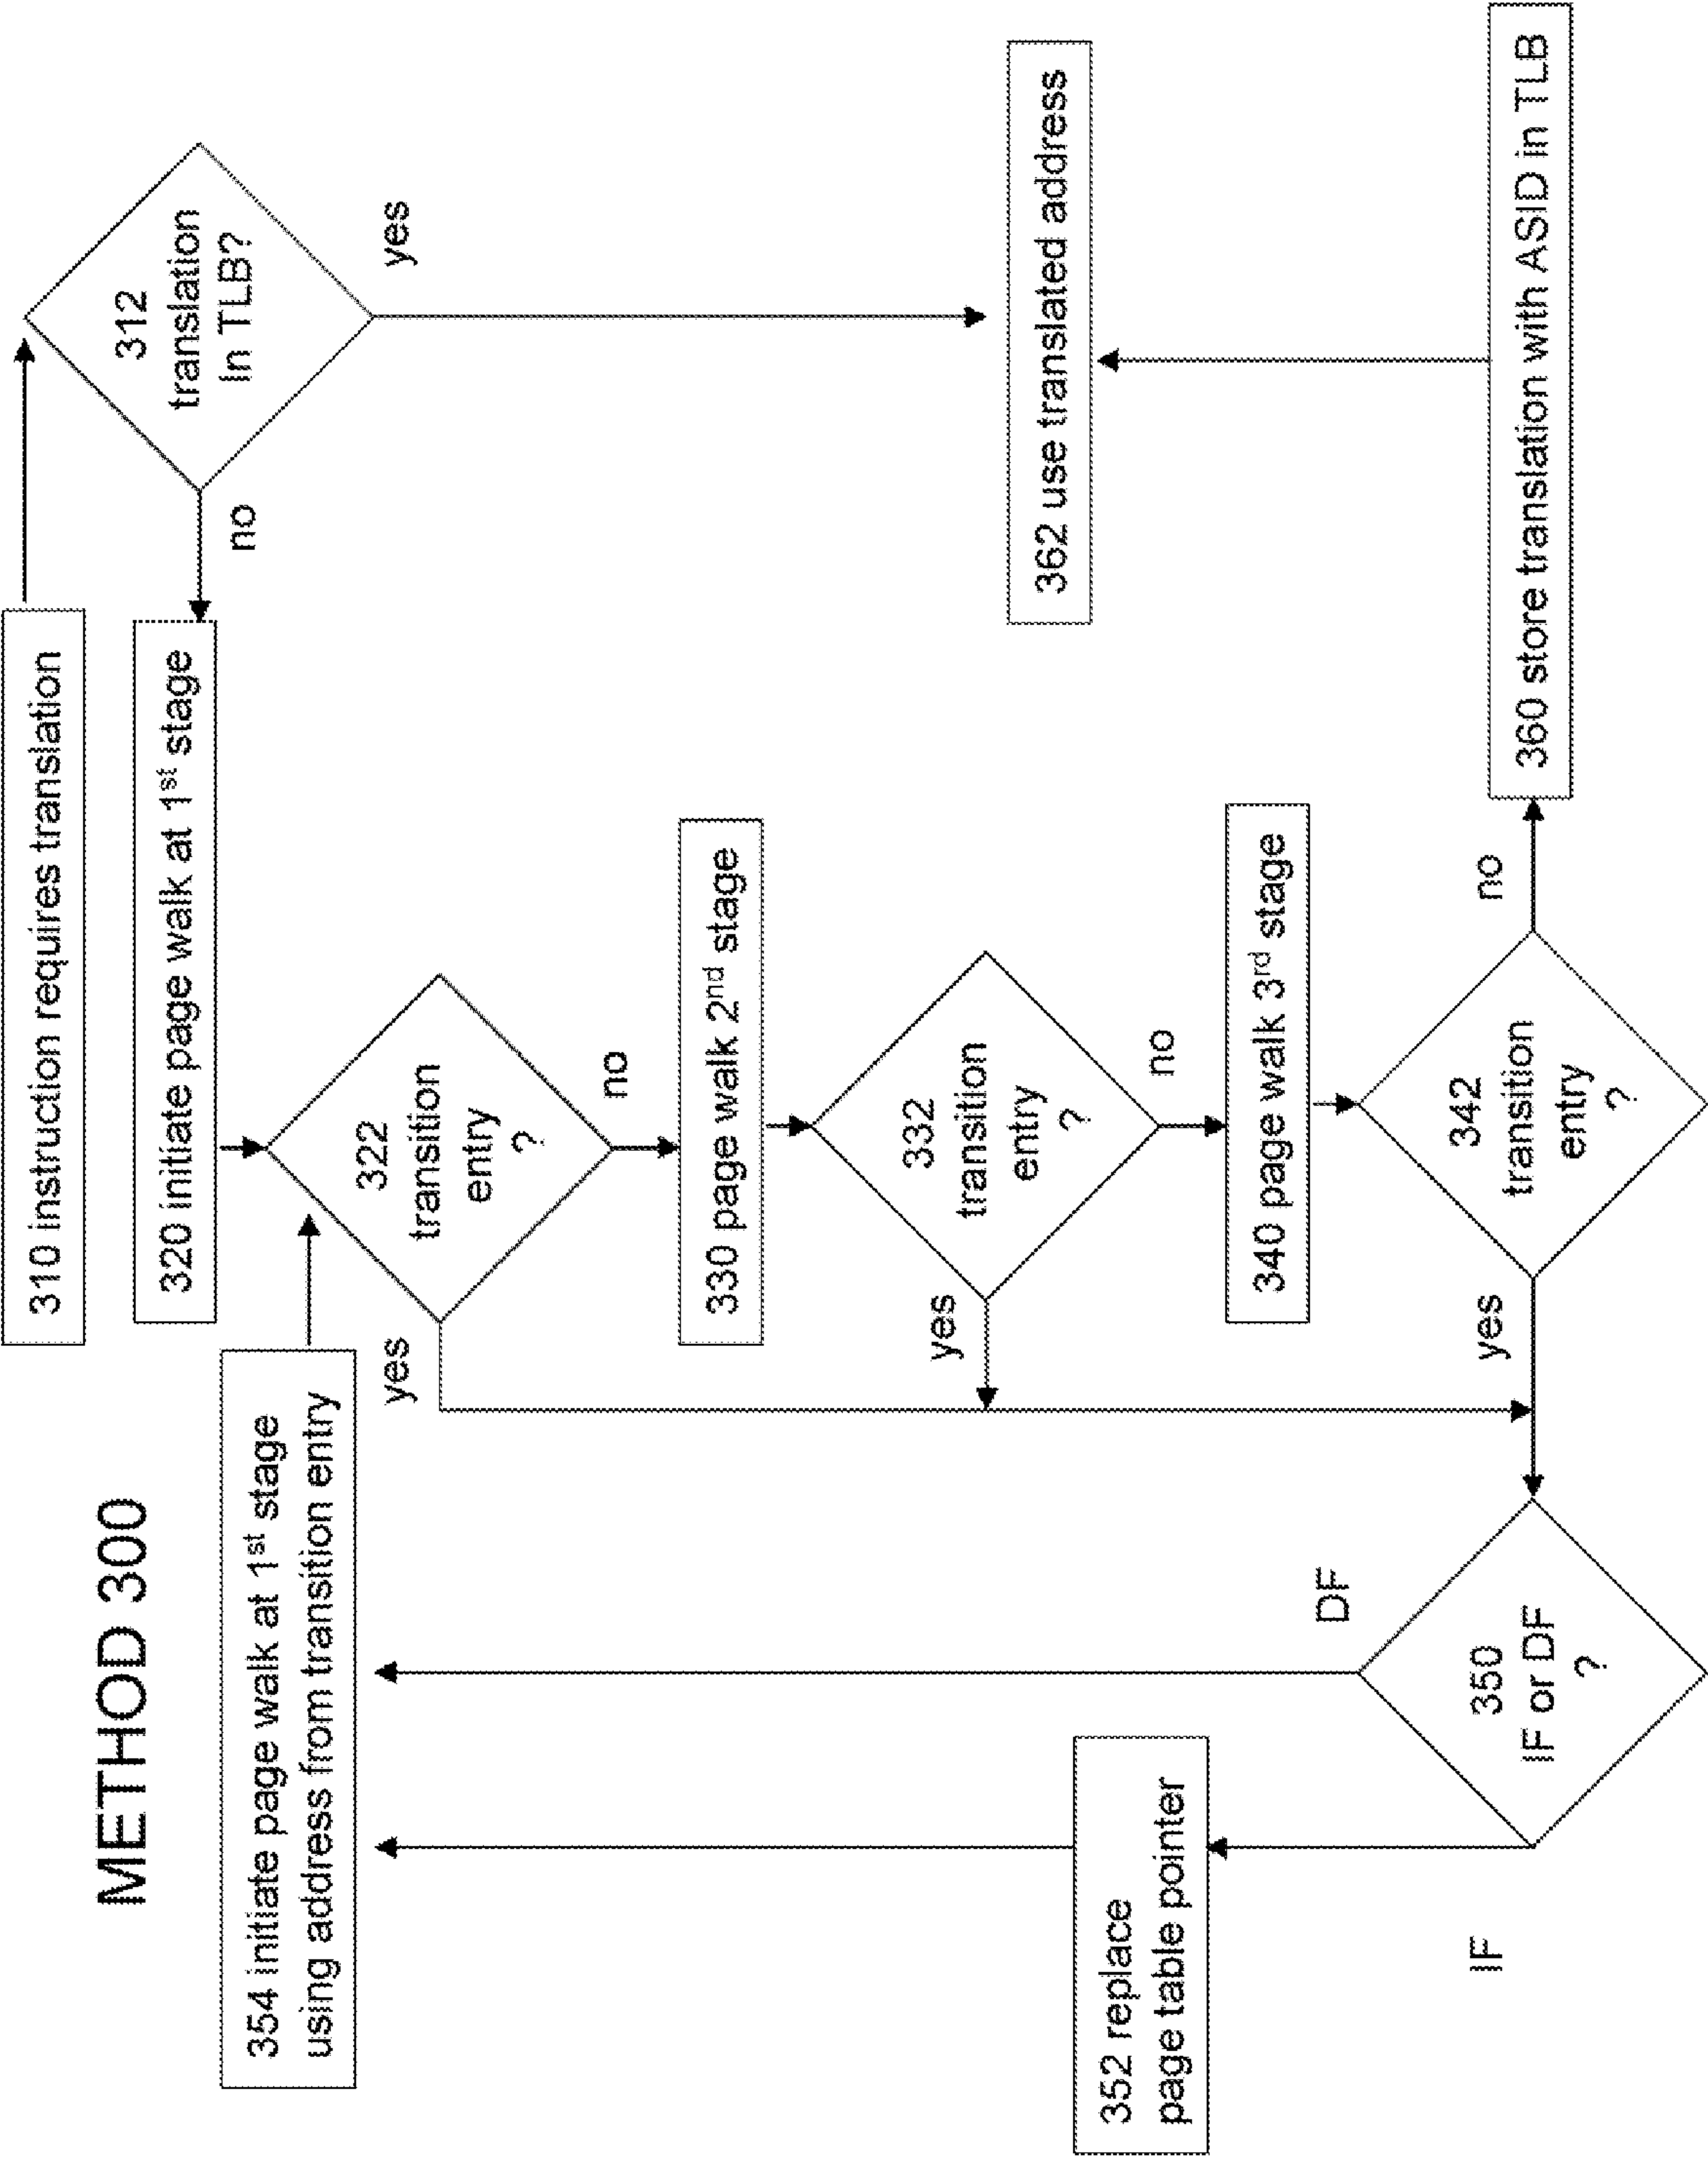 METHOD 300
310 instruction requires translation
312
translation
In TLB?
yes
no
320 initiate page walk at 1st stage
354 initiate page walk at 1st stage
using address from transition entry
322
transition
entry
?
yes
no
330 page walk 2nd stage
332
transition
entry
?
yes
no
340 page walk 3rd stage
342
transition
entry
?
yes
no
350
IF or DF
?
DF
IF
352 replace
page table pointer
360 store translation with ASID in TLB
362 use translated address